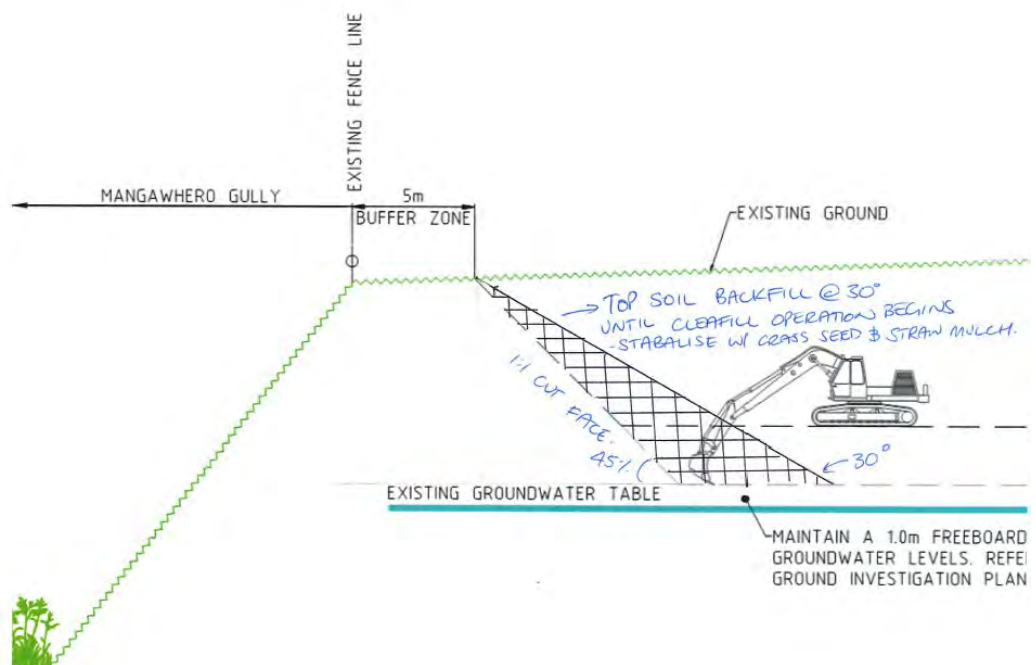 EXISTING FENCE LINE
MANGAWHERO GULLY
5m
BUFFER ZONE
EXISTING GROUND
TOP SOIL BACKFILL @ 30°
UNTIL CLEAFILL OPERATION BEGINS
-STABALISE W/ GRASS SEED & STRAW MULCH.
1:1 CUT FACE.
45%
30°
EXISTING GROUNDWATER TABLE
MAINTAIN A 1.0m FREEBOARD
GROUNDWATER LEVELS. REFE
GROUND INVESTIGATION PLAN